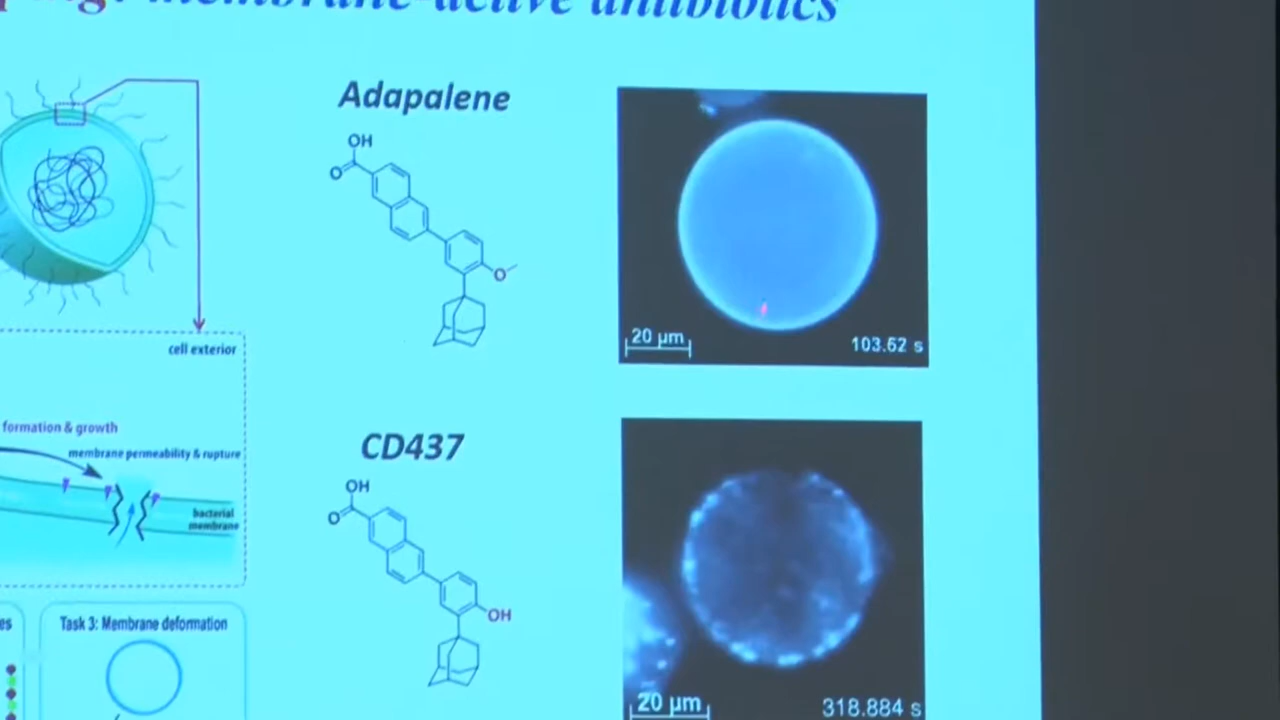 membrane-active antibiotics
Adapalene
OH
O
O
20 µm
103.62 s
cell exterior
formation & growth
membrane permeability & rupture
bacterial
membrane
CD437
OH
O
OH
20 µm
318.884 s
es
Task 3: Membrane deformation